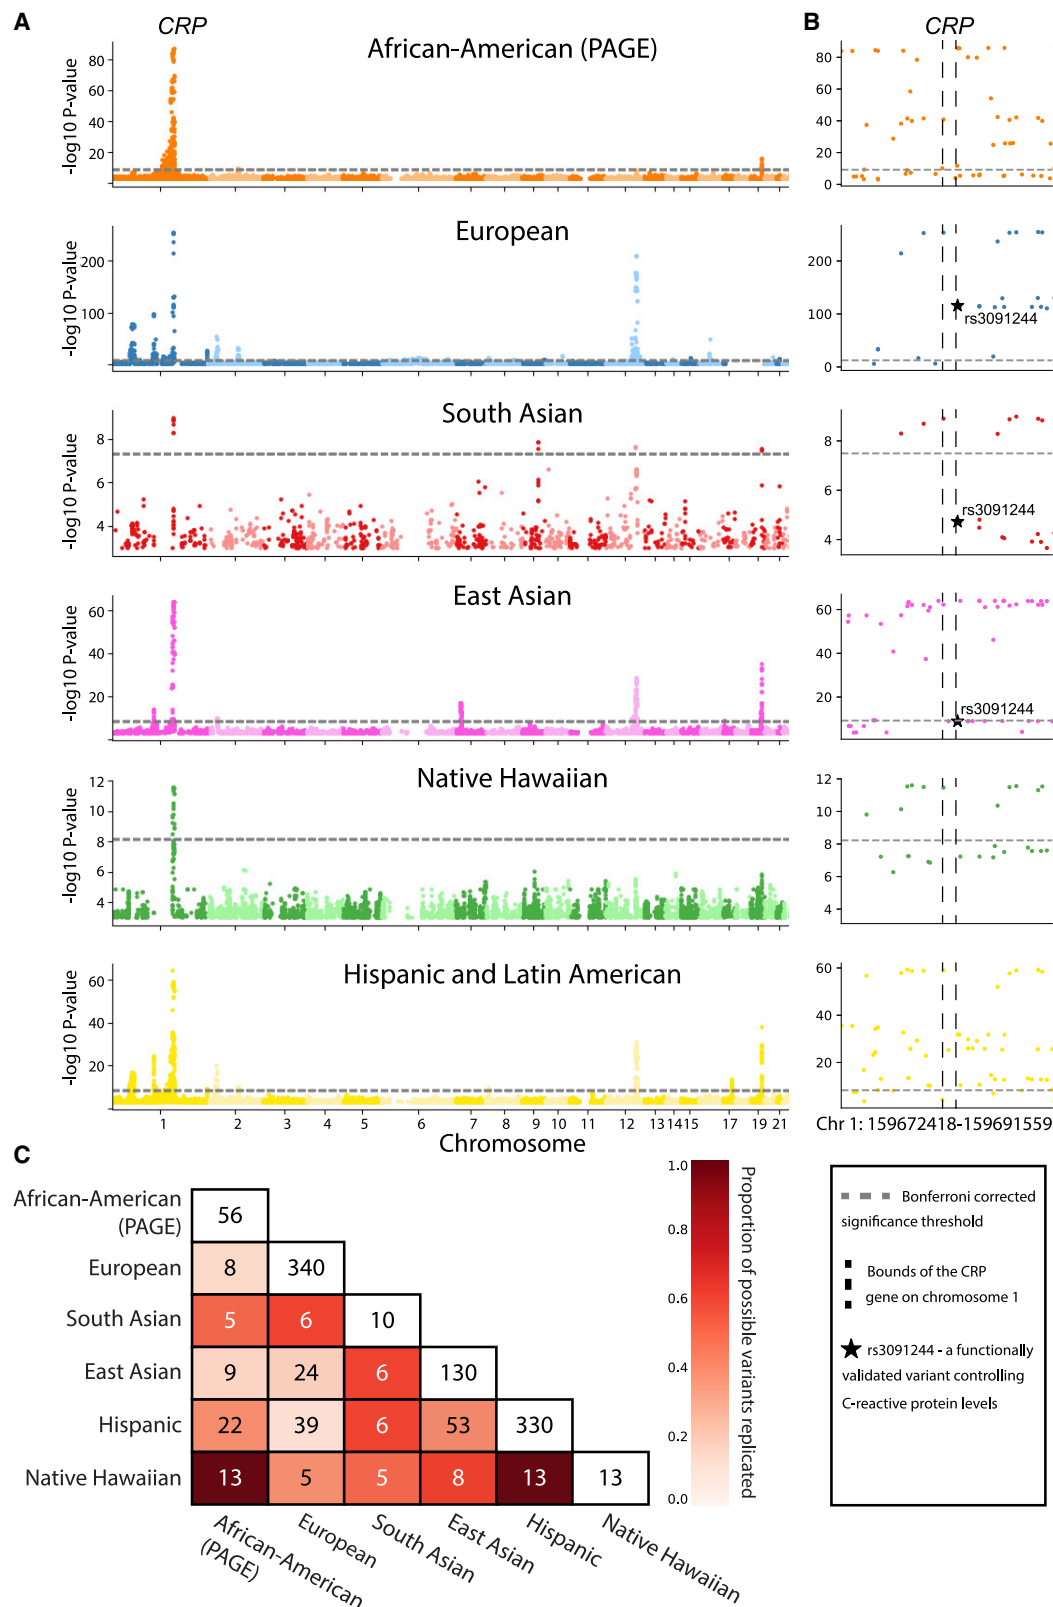 A
CRP
African-American (PAGE)
-log10 P-value
80
60
40
20
European
-log10 P-value
200
100
0
South Asian
-log10 P-value
8
6
4
East Asian
-log10 P-value
60
40
20
0
Native Hawaiian
-log10 P-value
12
10
8
6
4
Hispanic and Latin American
-log10 P-value
60
40
20
0
1 2 3 4 5 6 7 8 9 10 11 12 13 14 15 17 19 21
Chromosome
B
CRP
80
60
40
20
0
200
100
0
rs3091244
8
6
4
rs3091244
60
40
20
rs3091244
12
10
8
6
4
60
40
20
0
Chr 1: 159672418-159691559
C
African-American
(PAGE)
56
European
8 340
South Asian
5 6 10
East Asian
9 24 6 130
Hispanic
22 39 6 53 330
Native Hawaiian
13 5 5 8 13 13
African-American
(PAGE)
European
South Asian
East Asian
Hispanic
Native Hawaiian
1.0
0.8
0.6
0.4
0.2
0.0
Proportion of possible variants replicated
Bonferroni corrected
significance threshold
Bounds of the CRP
gene on chromosome 1
rs3091244 - a functionally
validated variant controlling
C-reactive protein levels